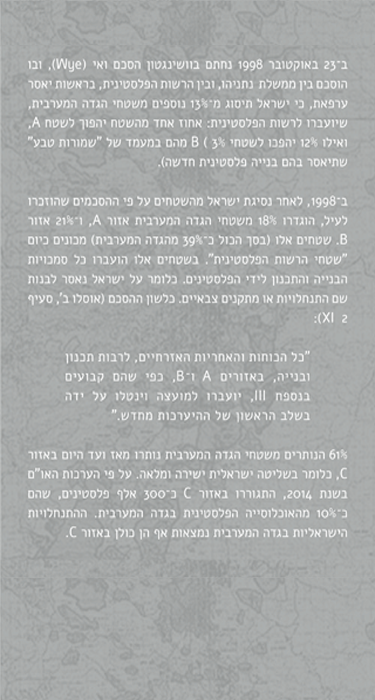 ב־23 באוקטובר 1998 נחתם בוושינגטון הסכם ואי (Wye), ובו
הוסכם בין ממשלת נתניהו, ובין הרשות הפלסטינית, בראשות יאסר
ערפאת, כי ישראל תיסוג מ־13% נוספים משטחי הגדה המערבית,
שיועברו לרשות הפלסטינית: אחוז אחד מהשטח יהפוך לשטח A,
ואילו 12% יהפכו לשטחי B ( 3% מהם במעמד של "שמורות טבע"
שתיאסר בהם בנייה פלסטינית חדשה).
ב־1998, לאחר נסיגת ישראל מהשטחים על פי ההסכמים שהוזכרו
לעיל, הוגדרו 18% משטחי הגדה המערבית אזור A, ו־21% אזור
B. שטחים אלו (בסך הכול כ־39% מהגדה המערבית) מכונים כיום
"שטחי הרשות הפלסטינית". בשטחים אלו הועברו כל סמכויות
הבנייה והתכנון לידי הפלסטינים. כלומר על ישראל נאסר לבנות
שם התנחלויות או מתקנים צבאיים. כלשון ההסכם (אוסלו ב', סעיף
XI 2):
"כל הכוחות והאחריות האזרחיים, לרבות תכנון
ובנייה, באזורים A ו־B, כפי שהם קבועים
בנספח III, יועברו למועצה וינטלו על ידה
בשלב הראשון של ההיערכות מחדש."
61% הנותרים משטחי הגדה המערבית נותרו מאז ועד היום באזור
C, כלומר בשליטה ישראלית ישירה ומלאה. על פי הערכות האו"ם
בשנת 2014, התגוררו באזור C כ־300 אלף פלסטינים, שהם
כ־10% מהאוכלוסייה הפלסטינית בגדה המערבית. ההתנחלויות
הישראליות בגדה המערבית נמצאות אף הן כולן באזור C.